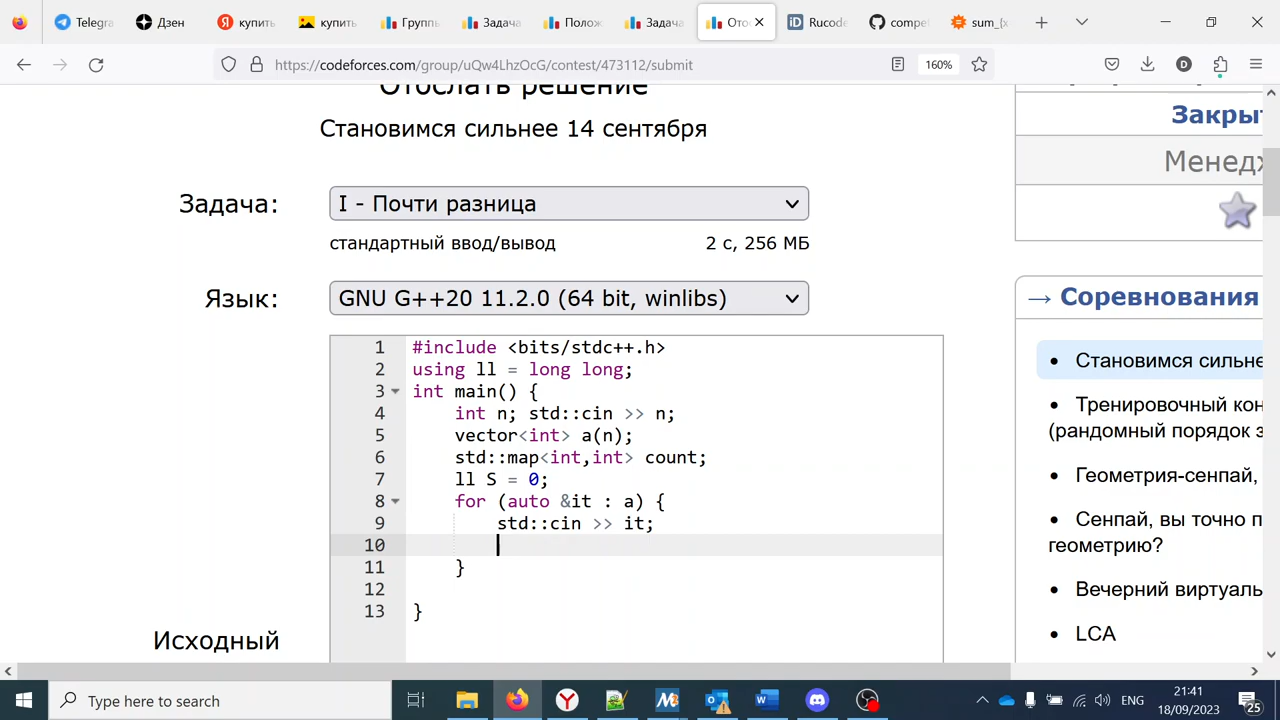 Telegra
Дзен
купить
купить
Групп
Задача
Полож
Задача
Ото
Rucode
compet
sum_{x
https://codeforces.com/group/uQw4LhzOcG/contest/473112/submit
160%
Отослать решение
Становимся сильнее 14 сентября
Задача:
I - Почти разница
стандартный ввод/вывод
2 с, 256 МБ
Язык:
GNU G++20 11.2.0 (64 bit, winlibs)
1 #include <bits/stdc++.h>
2 using ll = long long;
3 int main() {
4 int n; std::cin >> n;
5 vector<int> a(n);
6 std::map<int,int> count;
7 ll S = 0;
8 for (auto &it : a) {
9 std::cin >> it;
10
11 }
12
13 }
Исходный
Закры
Менед
→ Соревнования
Становимся сильне
Тренировочный кон
(рандомный порядок з
Геометрия-сенпай,
Сенпай, вы точно п
геометрию?
Вечерний виртуаль
LCA
Type here to search
ENG
21:41
18/09/2023
25